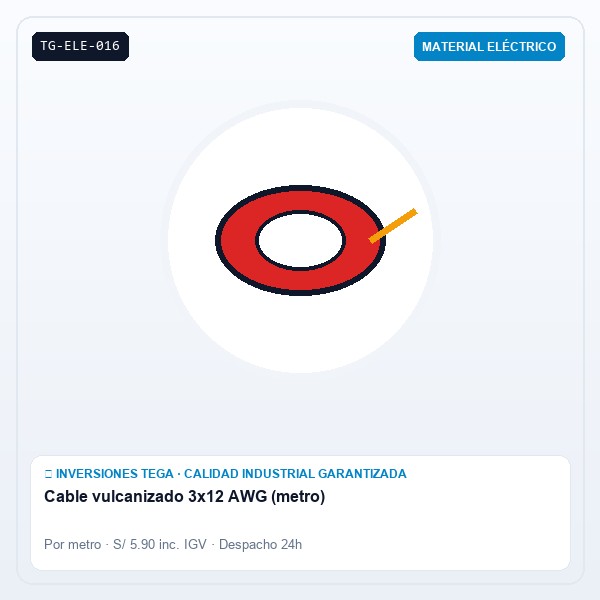 TG-ELE-016
MATERIAL ELÉCTRICO
INVERSIONES TEGA · CALIDAD INDUSTRIAL GARANTIZADA
Cable vulcanizado 3x12 AWG (metro)
Por metro · S/ 5.90 inc. IGV · Despacho 24h